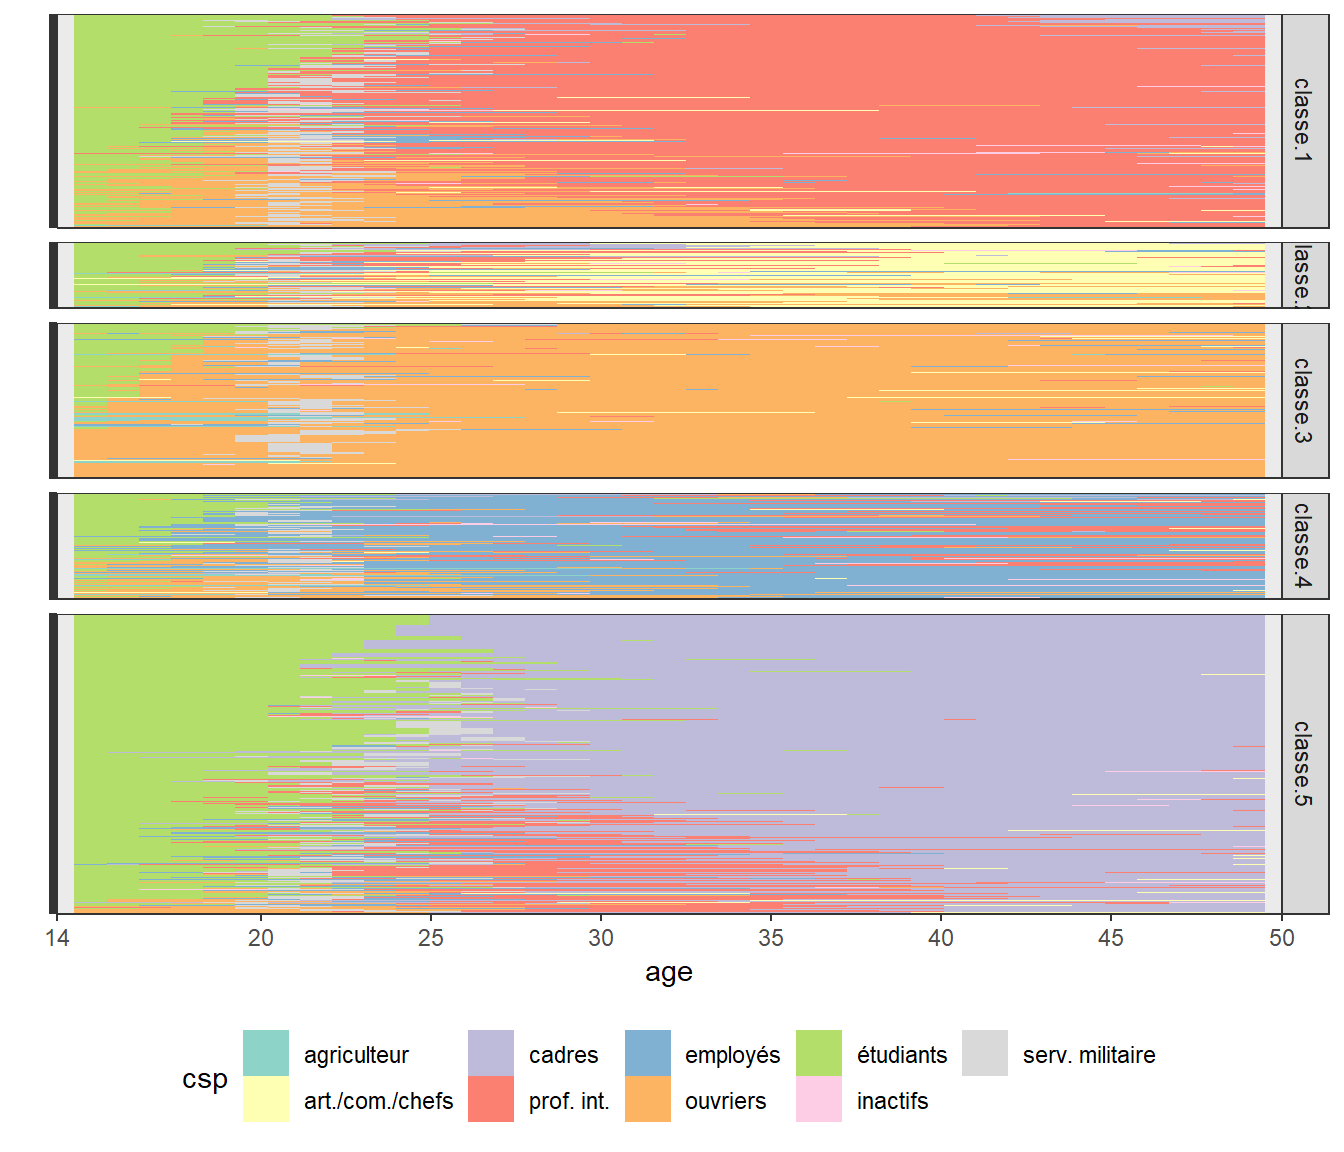 classe.1
lasse.
classe.3
classe.4
classe.5
14 20 25 30 35 40 45 50
age
csp
agriculteur cadres employés étudiants serv. militaire
art./com./chefs prof. int. ouvriers inactifs